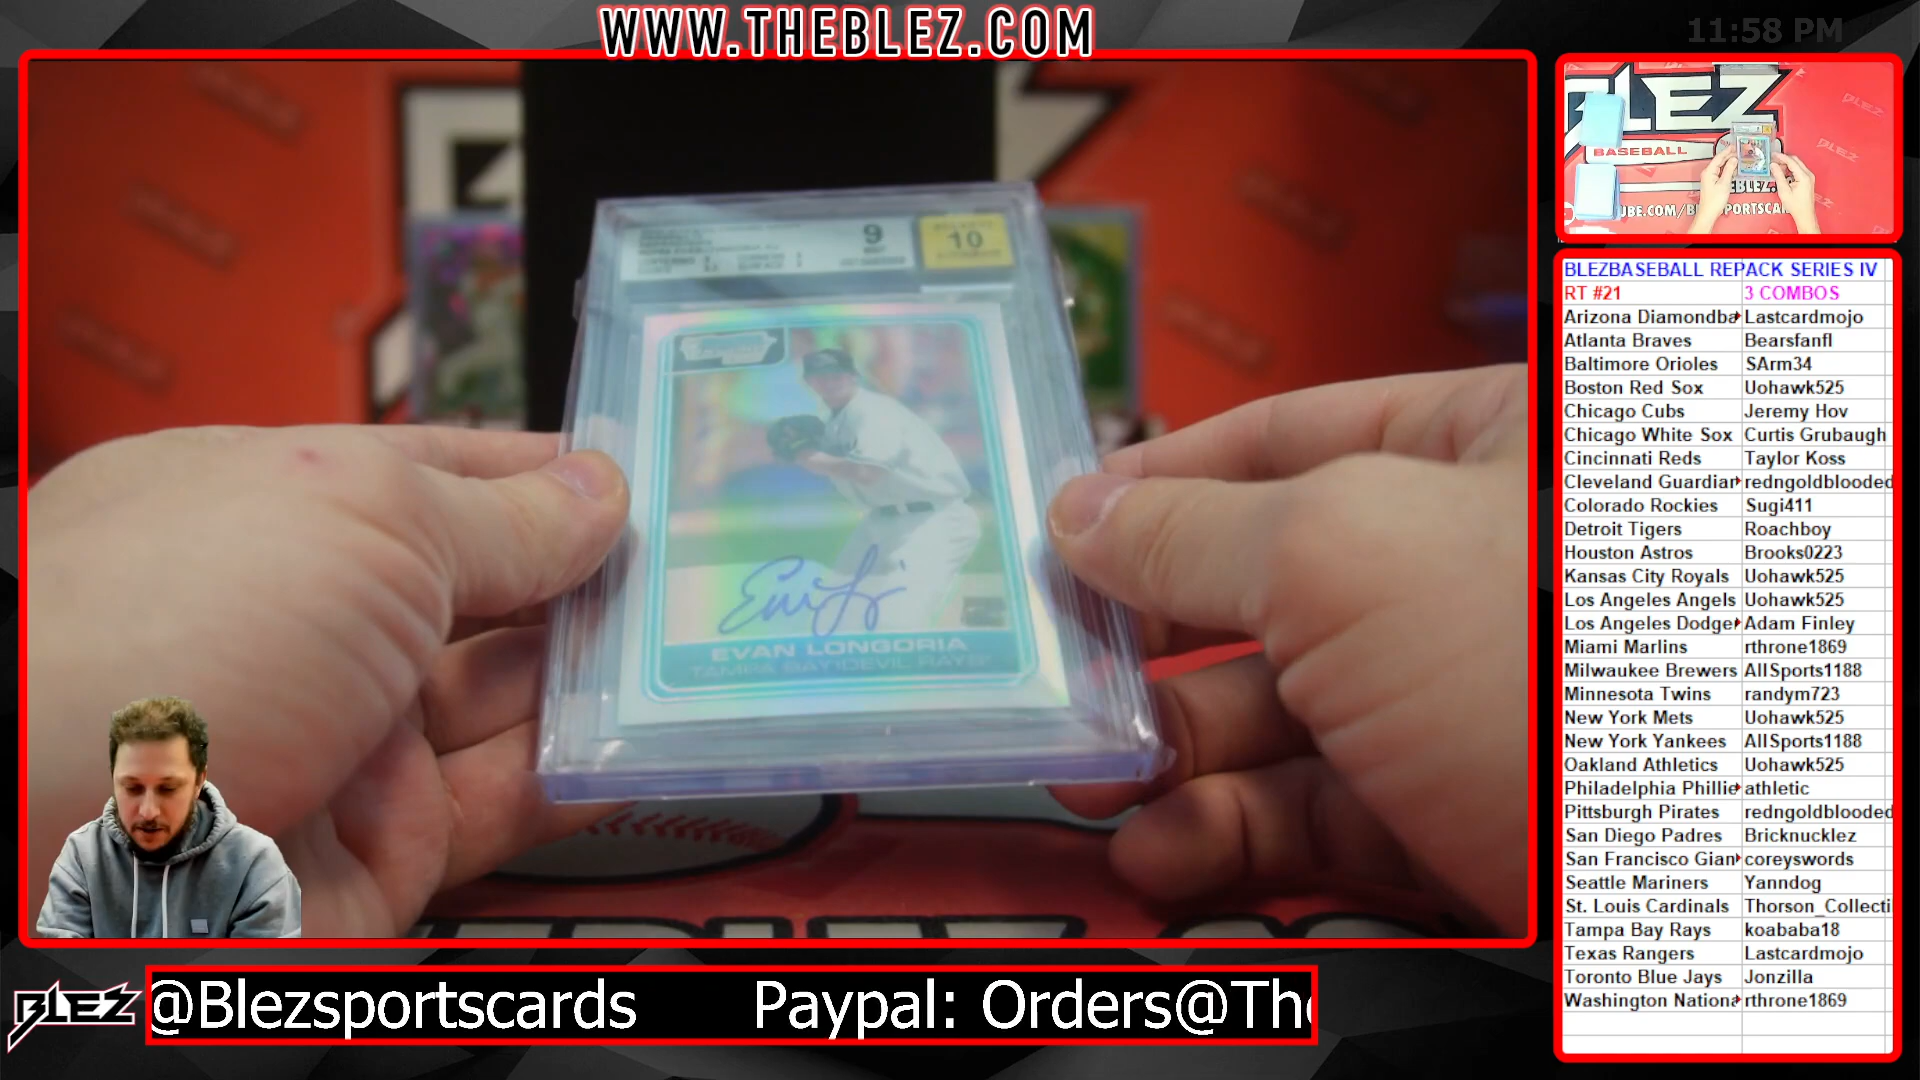 WWW.THEBLEZ.COM
11:58 PM
9
10
EVAN LONGORIA
TAMPA BAY DEVIL RAYS
BLEZ
BASEBALL
BLEZBASEBALL REPACK SERIES IV
RT #21 3 COMBOS
Arizona Diamondba Lastcardmojo
Atlanta Braves Bearsfanfl
Baltimore Orioles SArm34
Boston Red Sox Uohawk525
Chicago Cubs Jeremy Hov
Chicago White Sox Curtis Grubaugh
Cincinnati Reds Taylor Koss
Cleveland Guardian redngoldblooded
Colorado Rockies Sugi411
Detroit Tigers Roachboy
Houston Astros Brooks0223
Kansas City Royals Uohawk525
Los Angeles Angels Uohawk525
Los Angeles Dodge Adam Finley
Miami Marlins rthrone1869
Milwaukee Brewers AllSports1188
Minnesota Twins randym723
New York Mets Uohawk525
New York Yankees AllSports1188
Oakland Athletics Uohawk525
Philadelphia Phillie athletic
Pittsburgh Pirates redngoldblooded
San Diego Padres Bricknucklez
San Francisco Gian coreyswords
Seattle Mariners Yanndog
St. Louis Cardinals Thorson_Collecti
Tampa Bay Rays koababa18
Texas Rangers Lastcardmojo
Toronto Blue Jays Jonzilla
Washington Nationa rthrone1869
BLEZ
@Blezsportscards Paypal: Orders@The